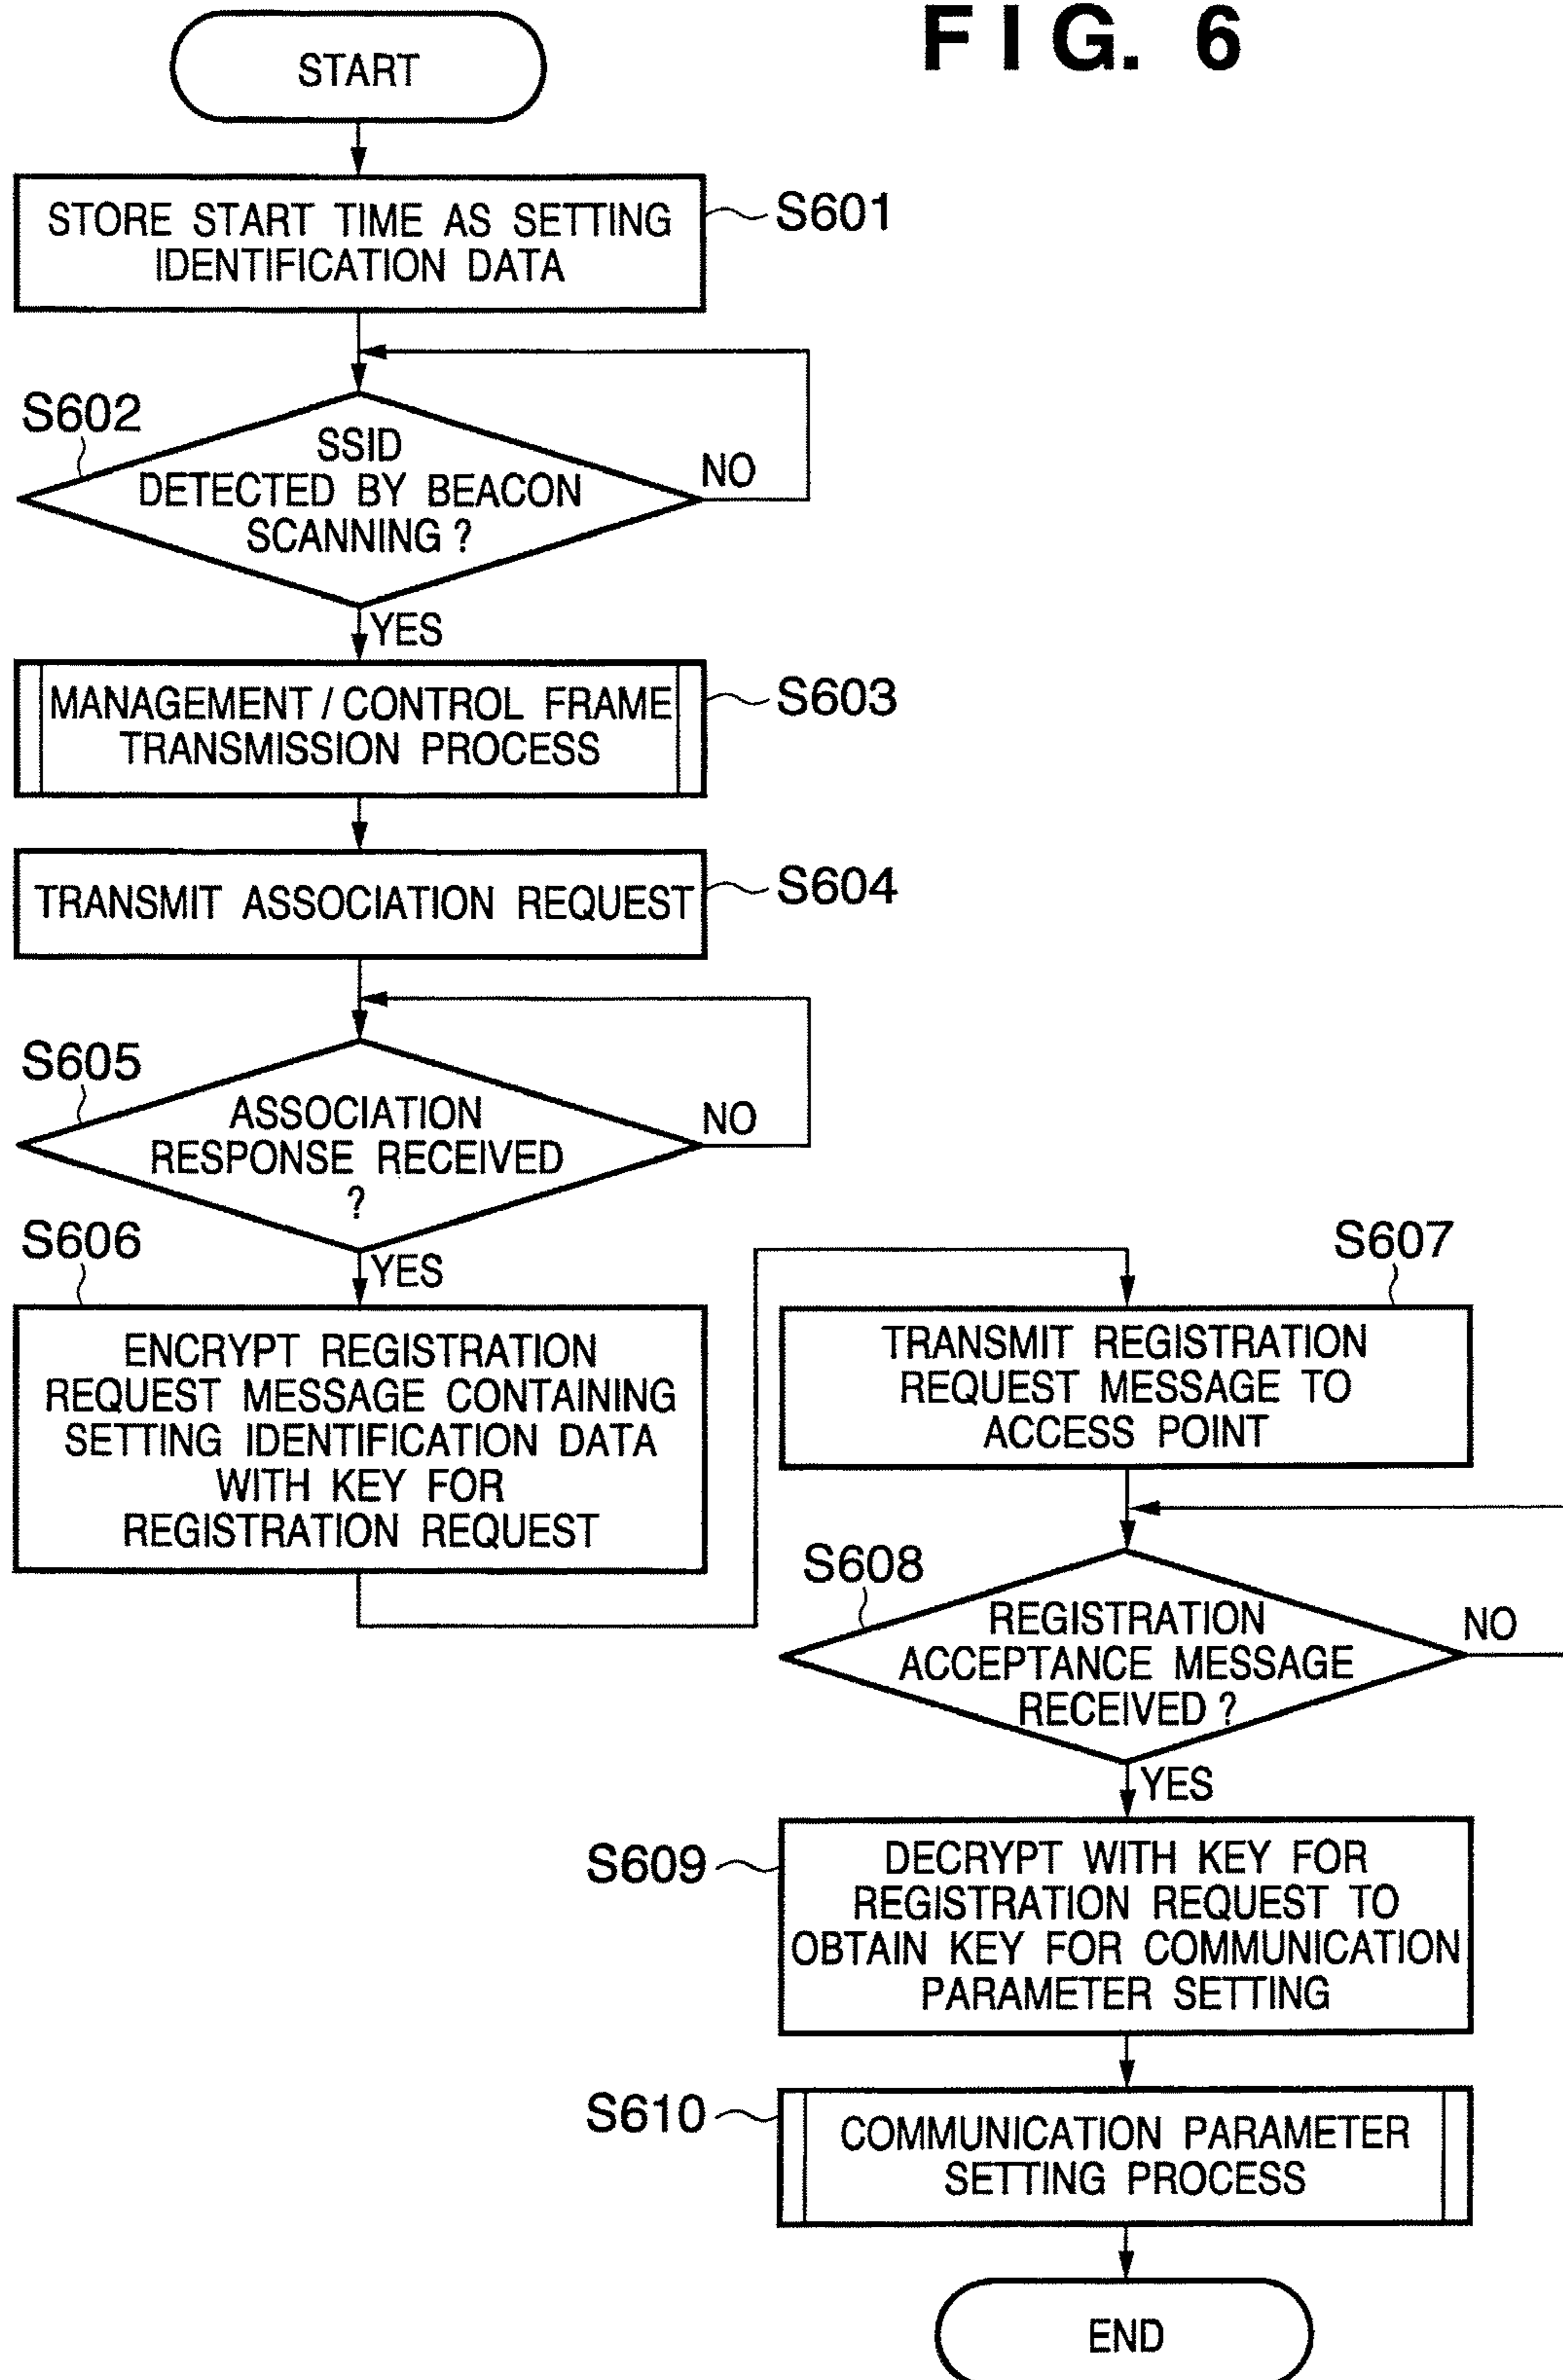 FIG. 6
START
STORE START TIME AS SETTING
IDENTIFICATION DATA
S601
S602
SSID
DETECTED BY BEACON
SCANNING ?
NO
YES
MANAGEMENT / CONTROL FRAME
TRANSMISSION PROCESS
S603
TRANSMIT ASSOCIATION REQUEST
S604
S605
ASSOCIATION
RESPONSE RECEIVED
?
NO
YES
S606
ENCRYPT REGISTRATION
REQUEST MESSAGE CONTAINING
SETTING IDENTIFICATION DATA
WITH KEY FOR
REGISTRATION REQUEST
S607
TRANSMIT REGISTRATION
REQUEST MESSAGE TO
ACCESS POINT
S608
REGISTRATION
ACCEPTANCE MESSAGE
RECEIVED ?
NO
YES
S609
DECRYPT WITH KEY FOR
REGISTRATION REQUEST TO
OBTAIN KEY FOR COMMUNICATION
PARAMETER SETTING
S610
COMMUNICATION PARAMETER
SETTING PROCESS
END